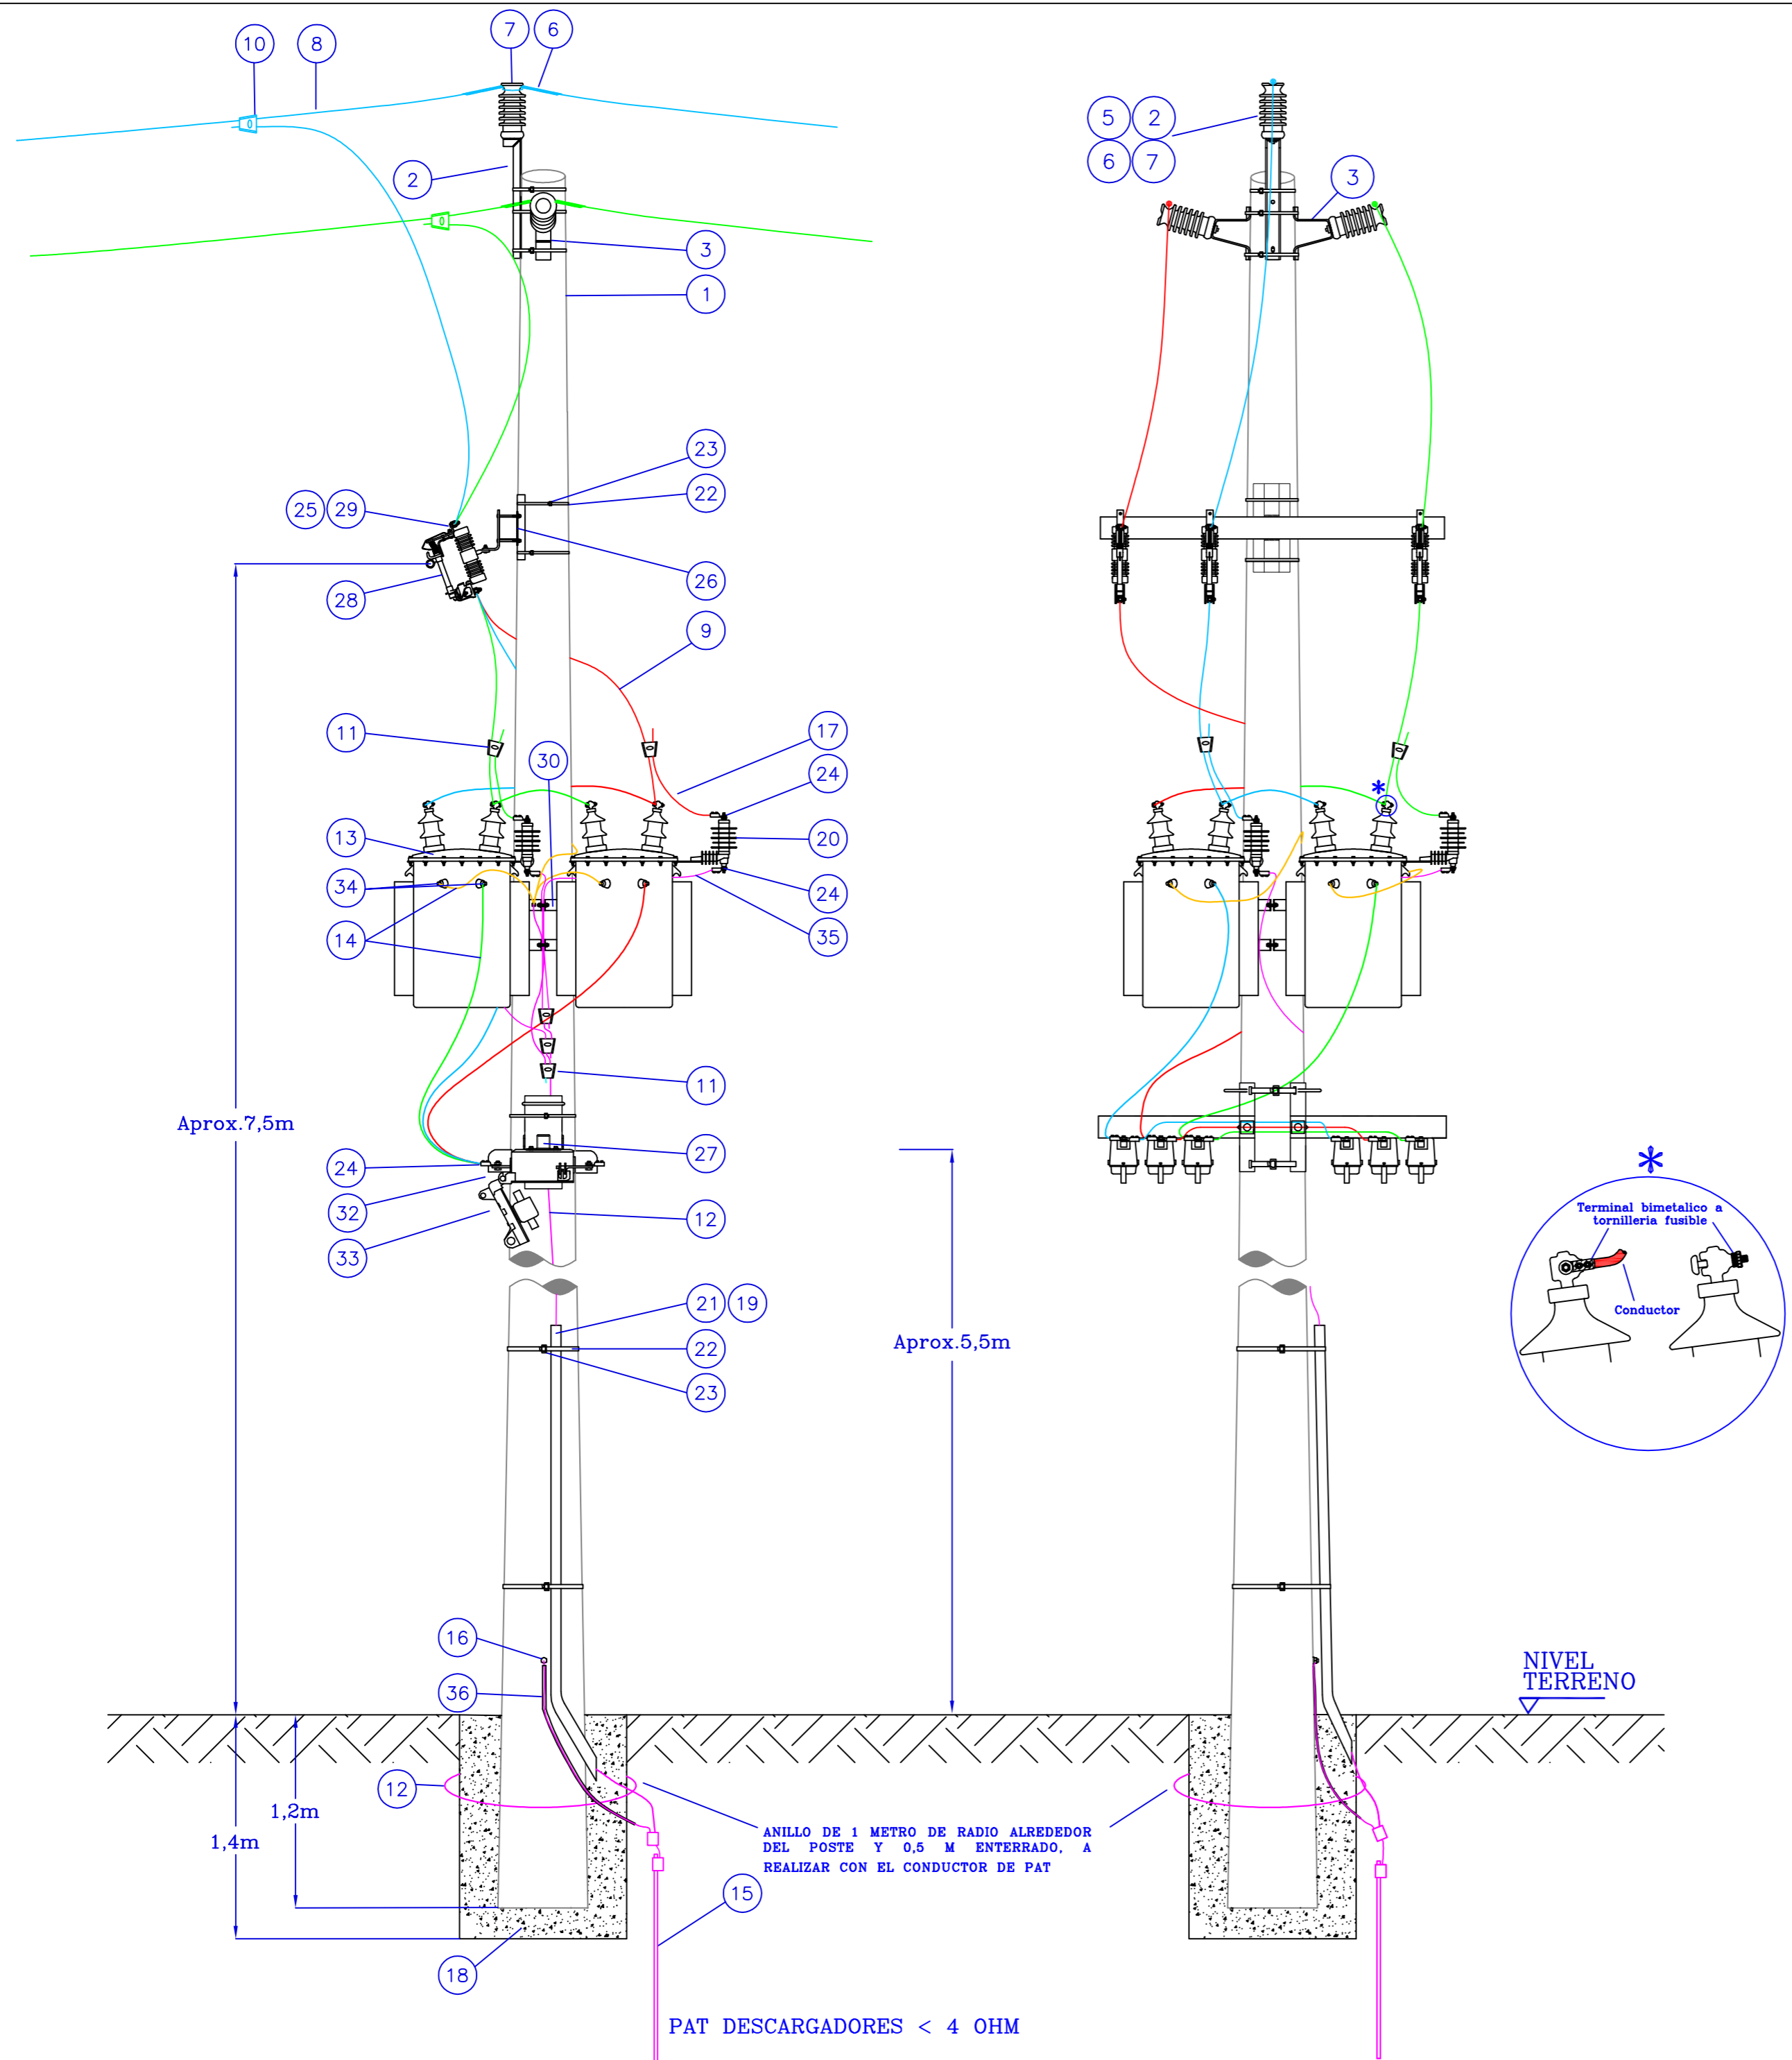 10 8 7 6
5 2
6 7
2 3
3
1
23
25 29 22
28 26
9
11 30 17
24
13 20
34 24
14 35
*
11
Aprox.7,5m
27
24
32 12
33
Aprox.5,5m
*
Terminal bimetalico a
tornilleria fusible
Conductor
21 19
22
23
16
36
NIVEL
TERRENO
12
1,2m
1,4m
ANILLO DE 1 METRO DE RADIO ALREDEDOR
DEL POSTE Y 0,5 M ENTERRADO, A
REALIZAR CON EL CONDUCTOR DE PAT
15
18
PAT DESCARGADORES < 4 OHM